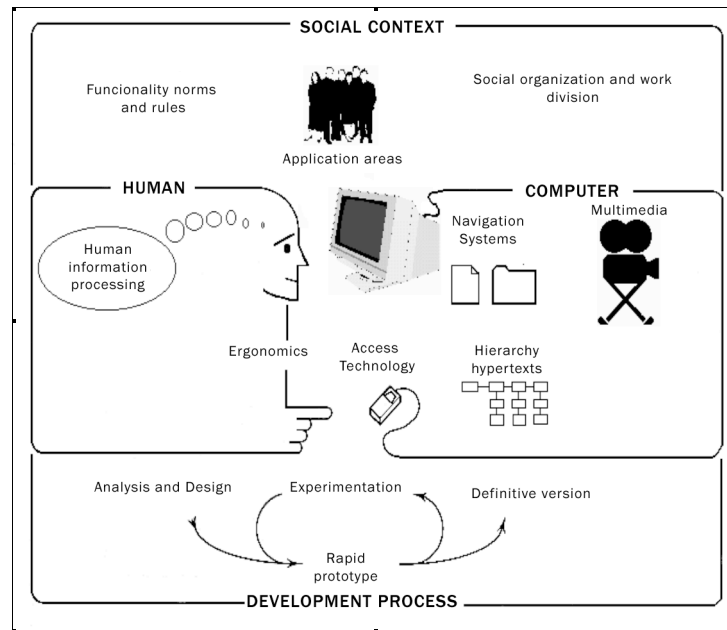 SOCIAL CONTEXT
Funcionality norms
and rules
Social organization and work
division
Application areas
HUMAN
COMPUTER
Human
information
processing
Navigation
Systems
Multimedia
Ergonomics
Access
Technology
Hierarchy
hypertexts
Analysis and Design
Experimentation
Definitive version
Rapid
prototype
DEVELOPMENT PROCESS